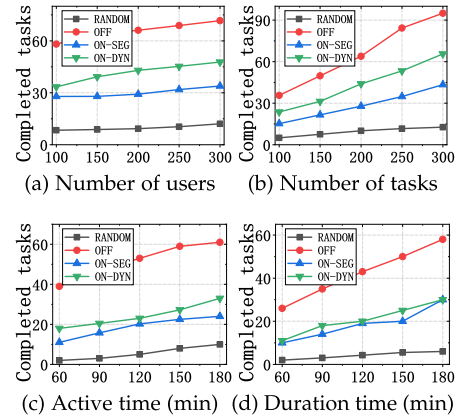 Completed tasks
60
30
0
RANDOM
OFF
ON-SEG
ON-DYN
100 150 200 250 300
(a) Number of users
Completed tasks
90
60
30
0
RANDOM
OFF
ON-SEG
ON-DYN
100 150 200 250 300
(b) Number of tasks
Completed tasks
60
40
20
0
RANDOM
OFF
ON-SEG
ON-DYN
60 90 120 150 180
(c) Active time (min)
Completed tasks
60
40
20
0
RANDOM
OFF
ON-SEG
ON-DYN
60 90 120 150 180
(d) Duration time (min)